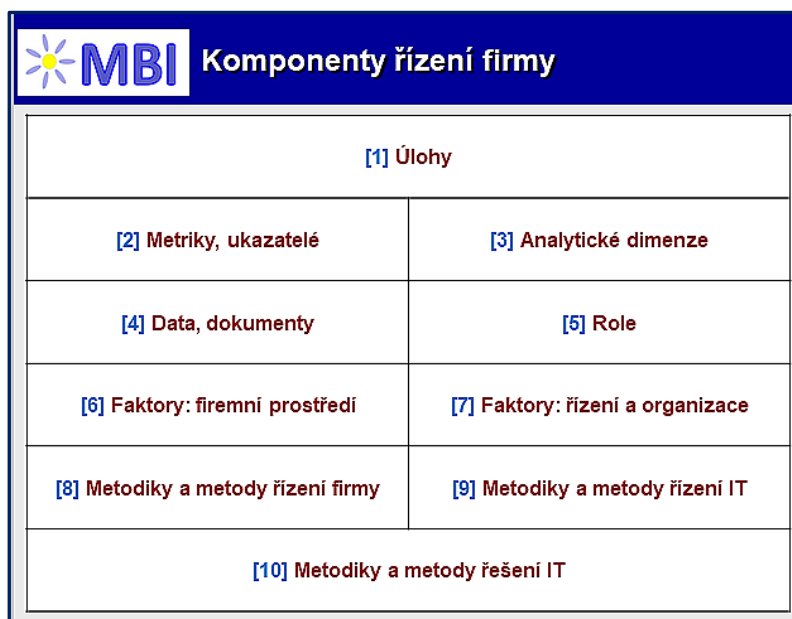 MBI Komponenty řízení firmy
[1] Úlohy
[2] Metriky, ukazatelé
[3] Analytické dimenze
[4] Data, dokumenty
[5] Role
[6] Faktory: firemní prostředí
[7] Faktory: řízení a organizace
[8] Metodiky a metody řízení firmy
[9] Metodiky a metody řízení IT
[10] Metodiky a metody řešení IT